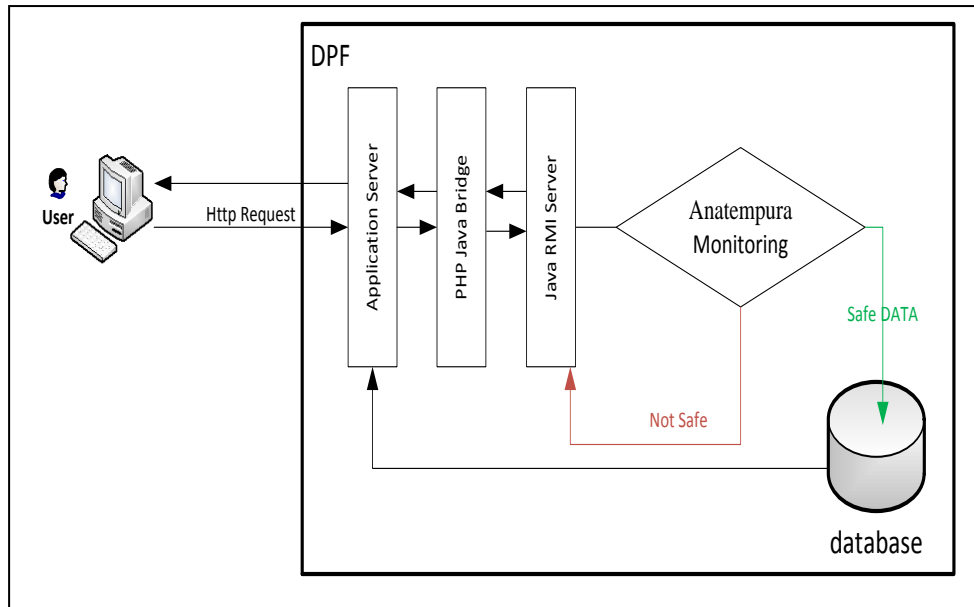 DPF
User
Http Request
Application Server
PHP Java Bridge
Java RMI Server
Anatempura
Monitoring
Safe DATA
Not Safe
database